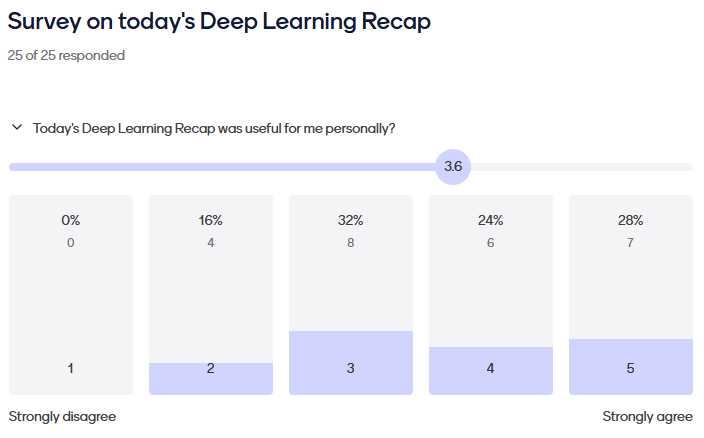 Survey on today's Deep Learning Recap
25 of 25 responded
Today's Deep Learning Recap was useful for me personally?
3.6
0% 16% 32% 24% 28%
0 4 8 6 7
1 2 3 4 5
Strongly disagree Strongly agree